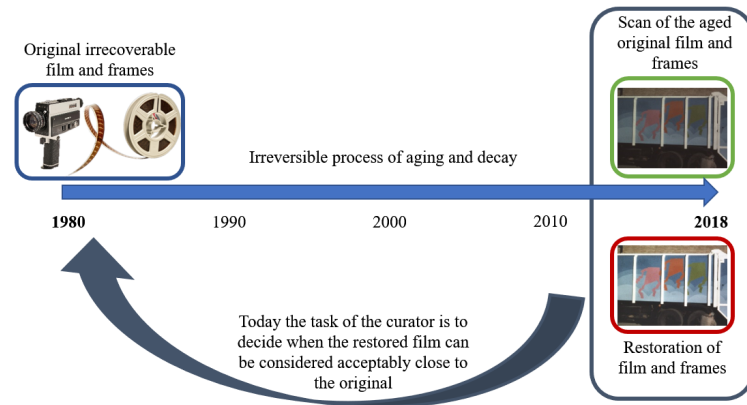 Original irrecoverable
film and frames
Scan of the aged
original film and
frames
Irreversible process of aging and decay
1980
1990
2000
2010
2018
Today the task of the curator is to
decide when the restored film can
be considered acceptably close to
the original
Restoration of
film and frames